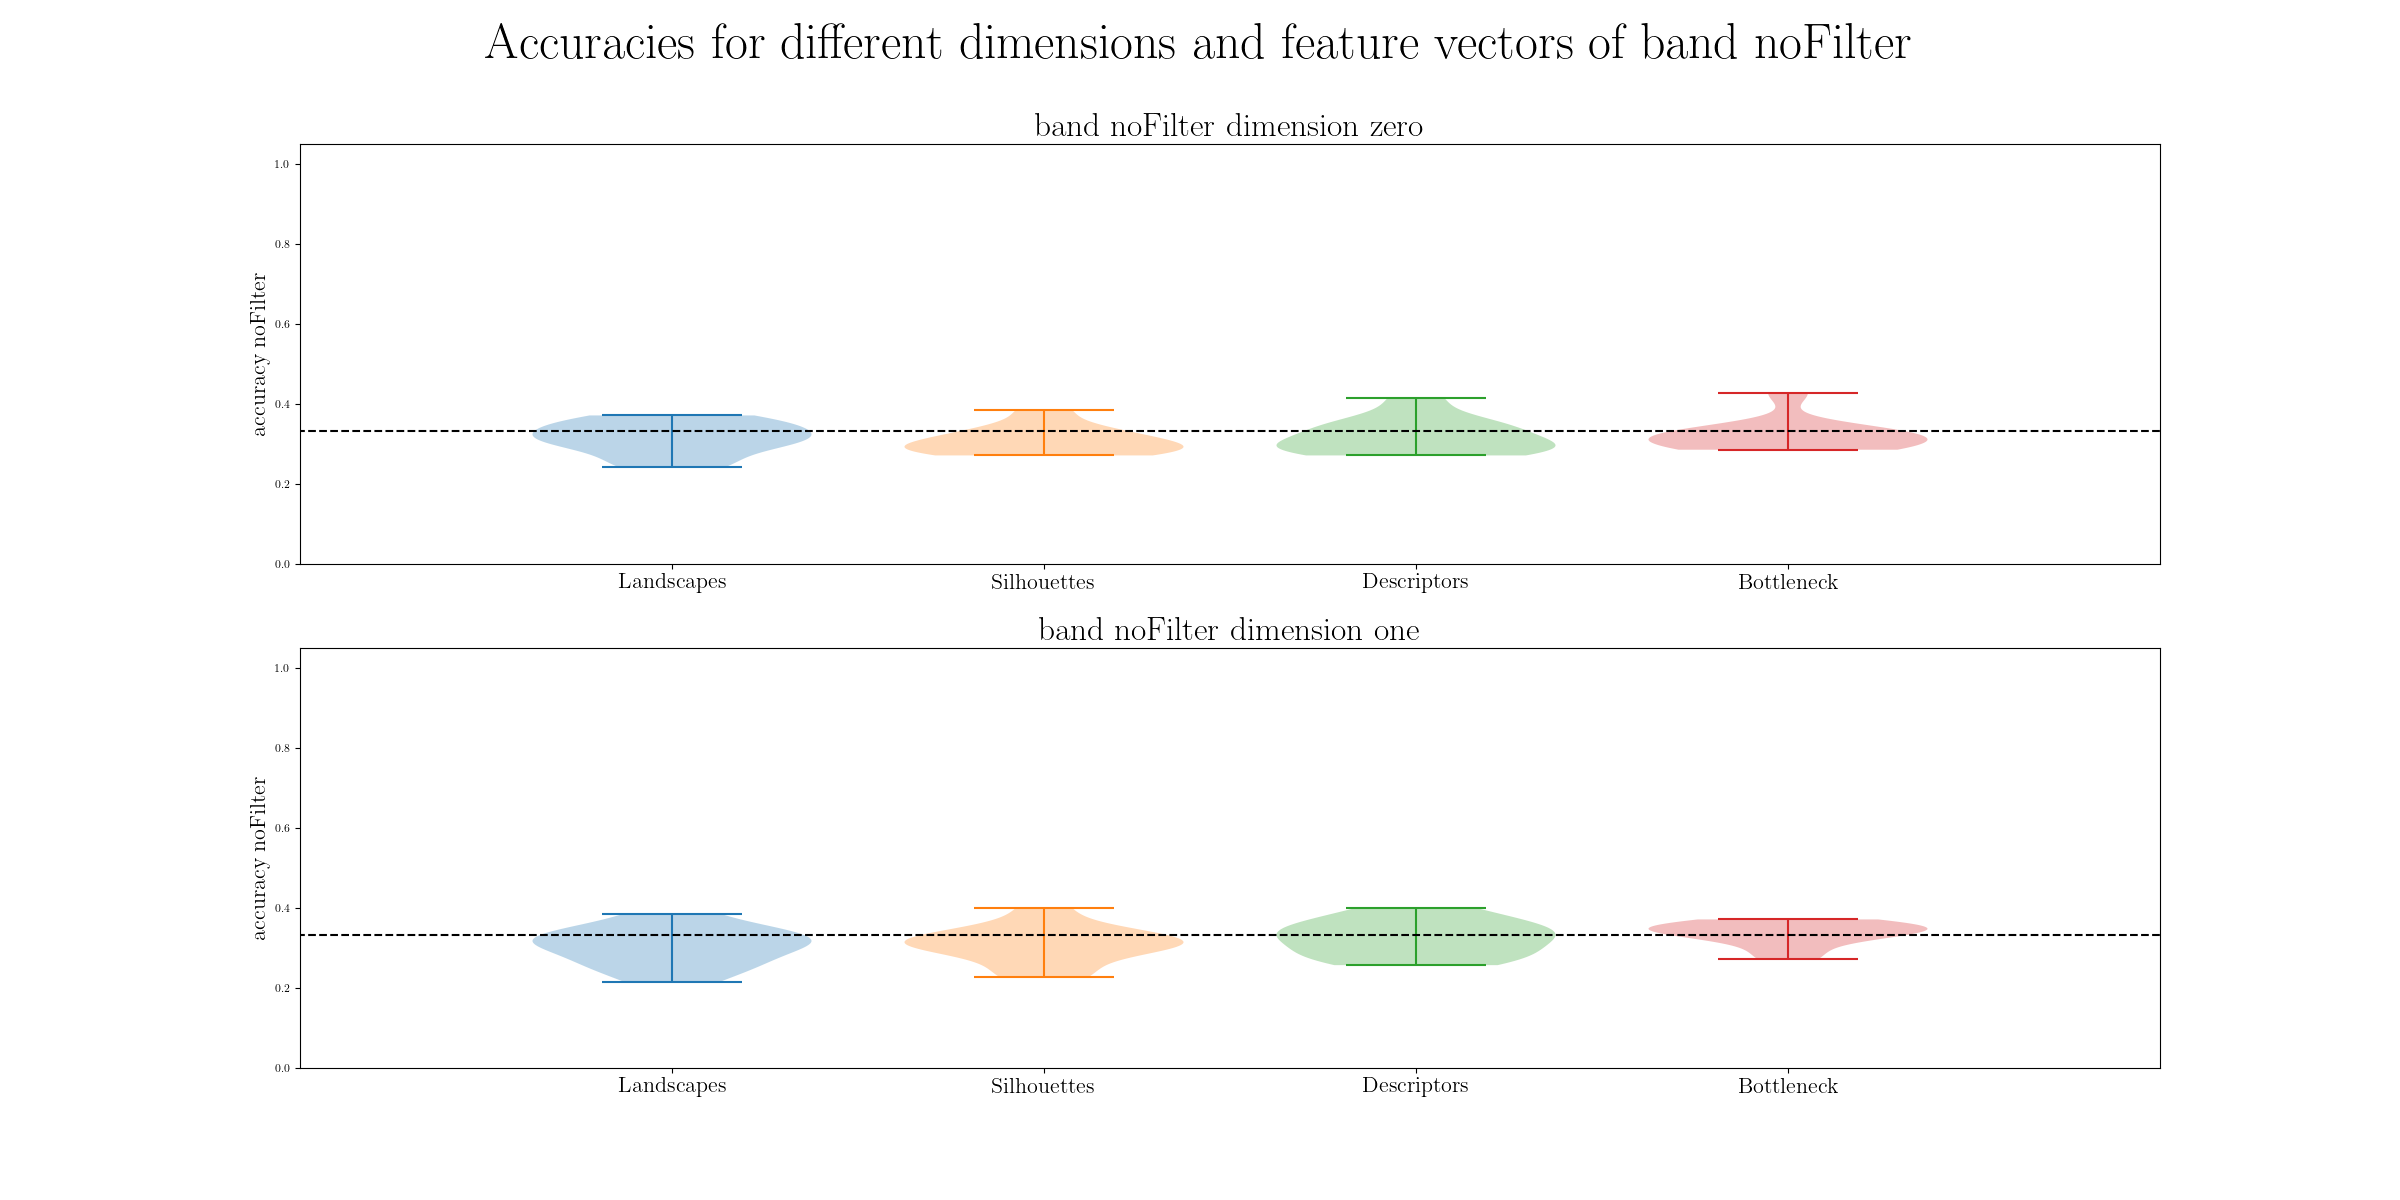 Accuracies for different dimensions and feature vectors of band noFilter
band noFilter dimension zero
accuracy noFilter
1.0
0.8
0.6
0.4
0.2
0.0
Landscapes Silhouettes Descriptors Bottleneck
band noFilter dimension one
accuracy noFilter
1.0
0.8
0.6
0.4
0.2
0.0
Landscapes Silhouettes Descriptors Bottleneck